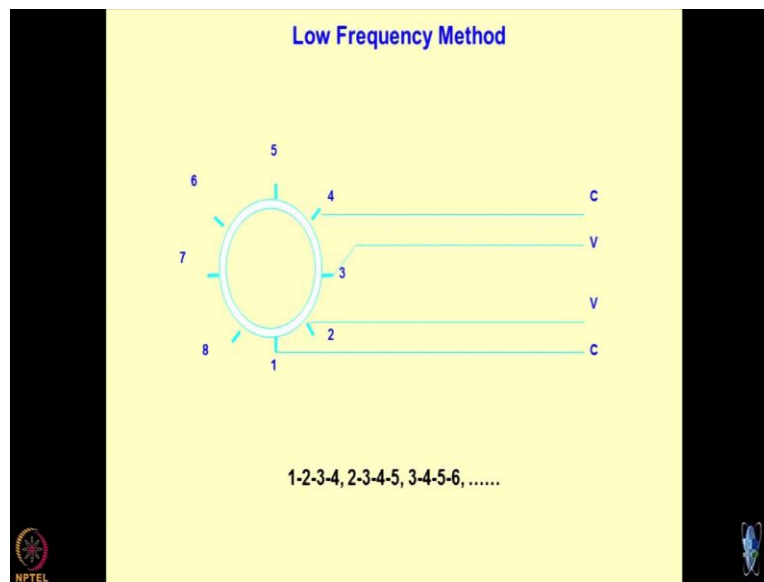 Low Frequency Method
5
6
4
C
V
7
3
V
2
8
C
1
1-2-3-4, 2-3-4-5, 3-4-5-6, ......
NPTEL